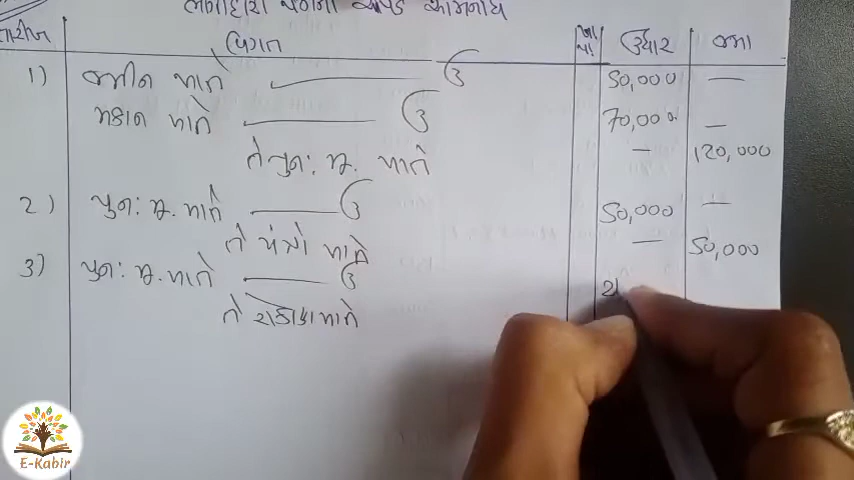 તારીખ વિગત ખા. પા. ઉધાર જમા
1) જમીન ખાતે ઉ 50,000 —
મકાન ખાતે ઉ 70,000 —
તે પુન: મૂ. ખાતે — 120,000
2) પુન: મૂ. ખાતે ઉ 50,000 —
તે યંત્રો ખાતે — 50,000
3) પુન: મૂ. ખાતે ઉ
તે રોકાણ ખાતે
E-Kabir